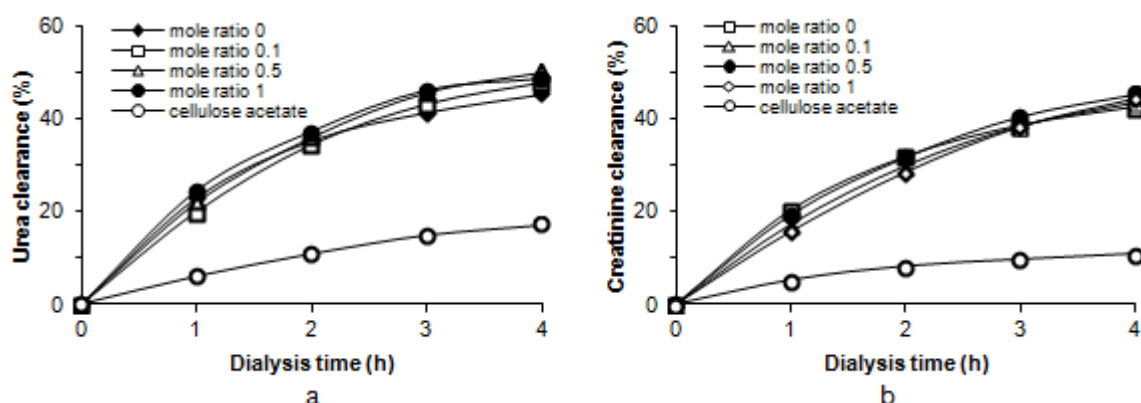 60
40
20
0
Urea clearance (%)
mole ratio 0
mole ratio 0.1
mole ratio 0.5
mole ratio 1
cellulose acetate
0 1 2 3 4
Dialysis time (h)
a
60
40
20
0
Creatinine clearance (%)
mole ratio 0
mole ratio 0.1
mole ratio 0.5
mole ratio 1
cellulose acetate
0 1 2 3 4
Dialysis time (h)
b